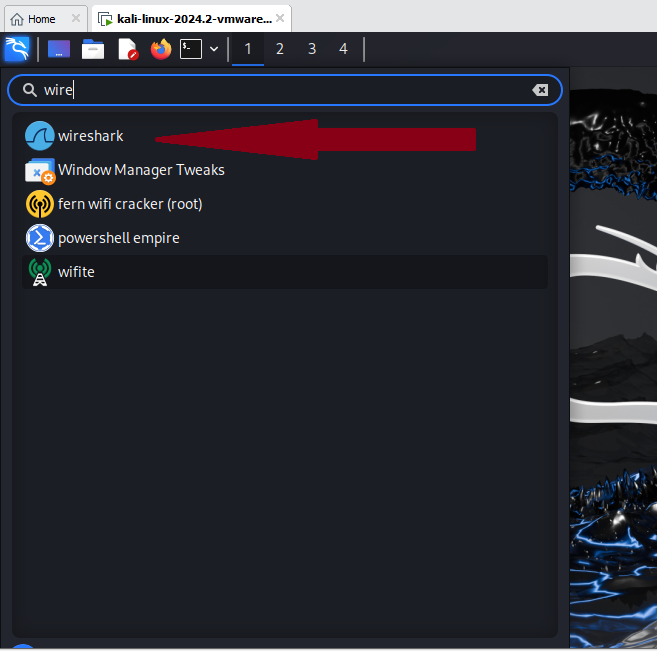 Home
kali-linux-2024.2-vmware...
1 2 3 4
wire
wireshark
Window Manager Tweaks
fern wifi cracker (root)
powershell empire
wifite